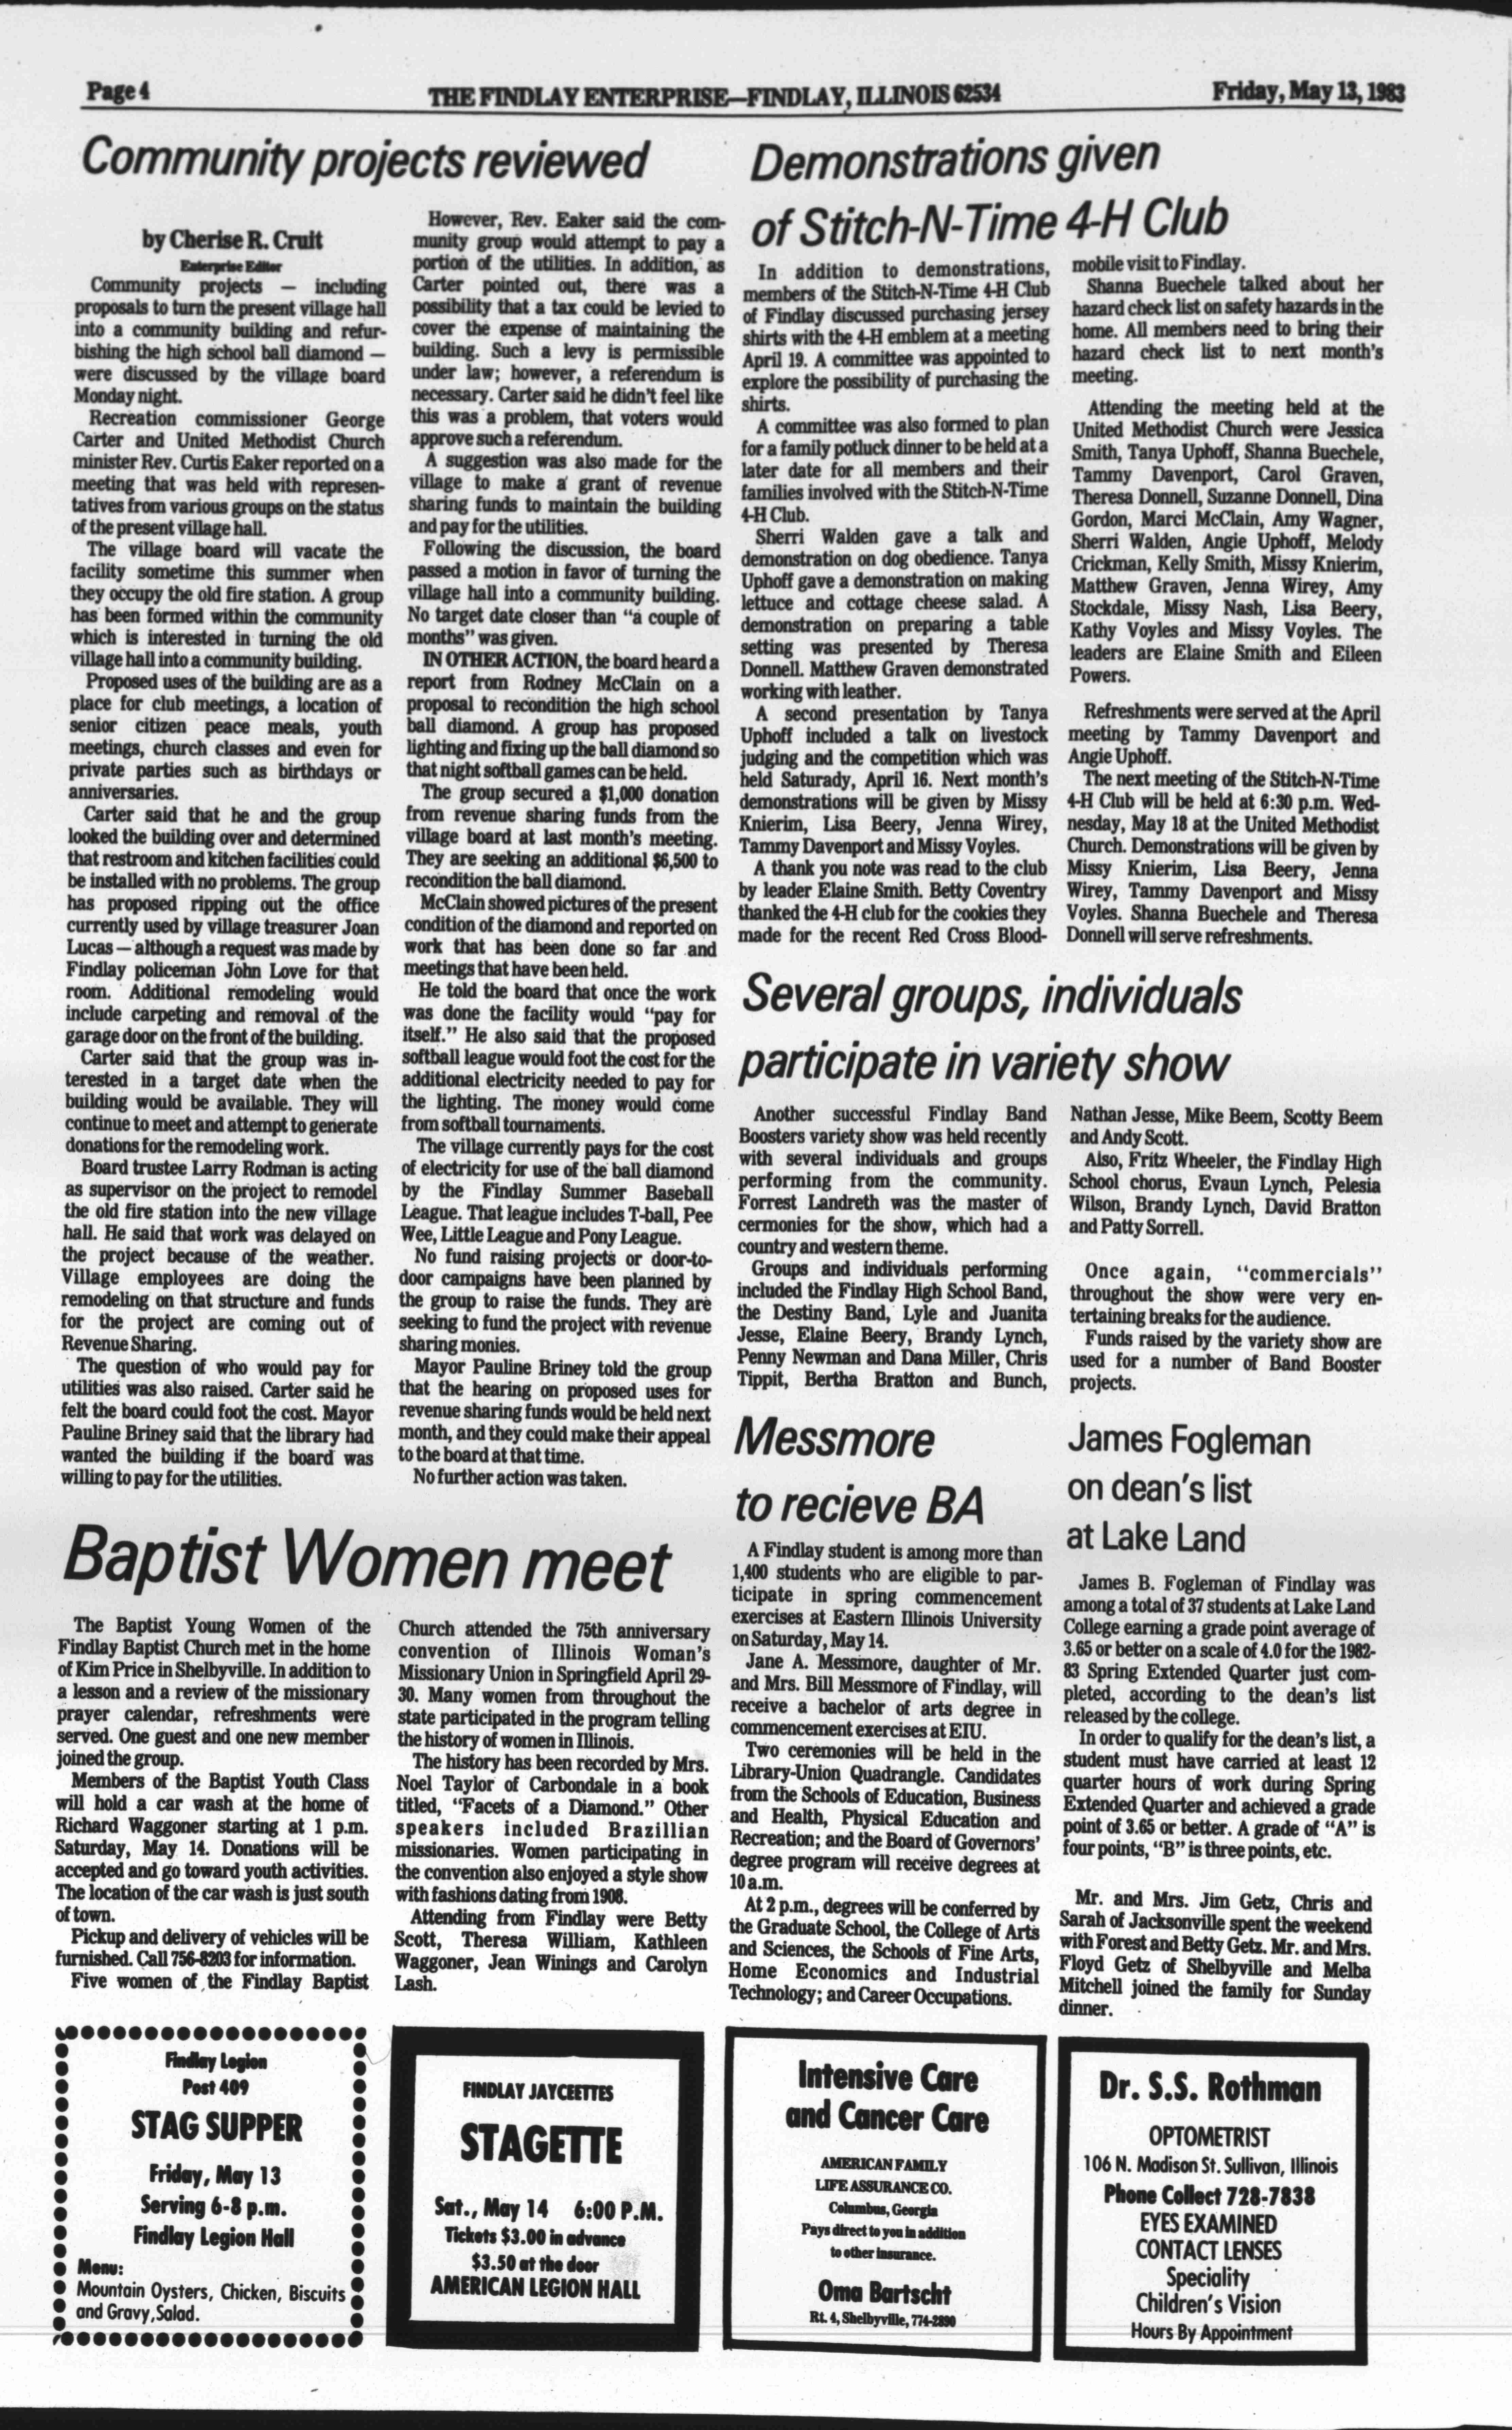 Page 4
THE FINDLAY ENTERPRISE—FINDLAY, ILLINOIS 62534
Friday, May 13, 1983
Community projects reviewed
by Cherise R. Cruit
Enterprise Editor
Community projects — including
proposals to turn the present village hall
into a community building and refur-
bishing the high school ball diamond —
were discussed by the village board
Monday night.
Recreation commissioner George
Carter and United Methodist Church
minister Rev. Curtis Eaker reported on a
meeting that was held with represen-
tatives from various groups on the status
of the present village hall.
The village board will vacate the
facility sometime this summer when
they occupy the old fire station. A group
has been formed within the community
which is interested in turning the old
village hall into a community building.
Proposed uses of the building are as a
place for club meetings, a location of
senior citizen peace meals, youth
meetings, church classes and even for
private parties such as birthdays or
anniversaries.
Carter said that he and the group
looked the building over and determined
that restroom and kitchen facilities could
be installed with no problems. The group
has proposed ripping out the office
currently used by village treasurer Joan
Lucas — although a request was made by
Findlay policeman John Love for that
room. Additional remodeling would
include carpeting and removal of the
garage door on the front of the building.
Carter said that the group was in-
terested in a target date when the
building would be available. They will
continue to meet and attempt to generate
donations for the remodeling work.
Board trustee Larry Rodman is acting
as supervisor on the project to remodel
the old fire station into the new village
hall. He said that work was delayed on
the project because of the weather.
Village employees are doing the
remodeling on that structure and funds
for the project are coming out of
Revenue Sharing.
The question of who would pay for
utilities was also raised. Carter said he
felt the board could foot the cost. Mayor
Pauline Briney said that the library had
wanted the building if the board was
willing to pay for the utilities.
However, Rev. Eaker said the com-
munity group would attempt to pay a
portion of the utilities. In addition, as
Carter pointed out, there was a
possibility that a tax could be levied to
cover the expense of maintaining the
building. Such a levy is permissible
under law; however, a referendum is
necessary. Carter said he didn't feel like
this was a problem, that voters would
approve such a referendum.
A suggestion was also made for the
village to make a grant of revenue
sharing funds to maintain the building
and pay for the utilities.
Following the discussion, the board
passed a motion in favor of turning the
village hall into a community building.
No target date closer than "a couple of
months" was given.
IN OTHER ACTION, the board heard a
report from Rodney McClain on a
proposal to recondition the high school
ball diamond. A group has proposed
lighting and fixing up the ball diamond so
that night softball games can be held.
The group secured a $1,000 donation
from revenue sharing funds from the
village board at last month's meeting.
They are seeking an additional $6,500 to
recondition the ball diamond.
McClain showed pictures of the present
condition of the diamond and reported on
work that has been done so far and
meetings that have been held.
He told the board that once the work
was done the facility would "pay for
itself." He also said that the proposed
softball league would foot the cost for the
additional electricity needed to pay for
the lighting. The money would come
from softball tournaments.
The village currently pays for the cost
of electricity for use of the ball diamond
by the Findlay Summer Baseball
League. That league includes T-ball, Pee
Wee, Little League and Pony League.
No fund raising projects or door-to-
door campaigns have been planned by
the group to raise the funds. They are
seeking to fund the project with revenue
sharing monies.
Mayor Pauline Briney told the group
that the hearing on proposed uses for
revenue sharing funds would be held next
month, and they could make their appeal
to the board at that time.
No further action was taken.
Demonstrations given
of Stitch-N-Time 4-H Club
In addition to demonstrations,
members of the Stitch-N-Time 4-H Club
of Findlay discussed purchasing jersey
shirts with the 4-H emblem at a meeting
April 19. A committee was appointed to
explore the possibility of purchasing the
shirts.
A committee was also formed to plan
for a family potluck dinner to be held at a
later date for all members and their
families involved with the Stitch-N-Time
4-H Club.
Sherri Walden gave a talk and
demonstration on dog obedience. Tanya
Uphoff gave a demonstration on making
lettuce and cottage cheese salad. A
demonstration on preparing a table
setting was presented by Theresa
Donnell. Matthew Graven demonstrated
working with leather.
A second presentation by Tanya
Uphoff included a talk on livestock
judging and the competition which was
held Saturady, April 16. Next month's
demonstrations will be given by Missy
Knierim, Lisa Beery, Jenna Wirey,
Tammy Davenport and Missy Voyles.
A thank you note was read to the club
by leader Elaine Smith. Betty Coventry
thanked the 4-H club for the cookies they
made for the recent Red Cross Blood-
mobile visit to Findlay.
Shanna Buechele talked about her
hazard check list on safety hazards in the
home. All members need to bring their
hazard check list to next month's
meeting.
Attending the meeting held at the
United Methodist Church were Jessica
Smith, Tanya Uphoff, Shanna Buechele,
Tammy Davenport, Carol Graven,
Theresa Donnell, Suzanne Donnell, Dina
Gordon, Marci McClain, Amy Wagner,
Sherri Walden, Angie Uphoff, Melody
Crickman, Kelly Smith, Missy Knierim,
Matthew Graven, Jenna Wirey, Amy
Stockdale, Missy Nash, Lisa Beery,
Kathy Voyles and Missy Voyles. The
leaders are Elaine Smith and Eileen
Powers.
Refreshments were served at the April
meeting by Tammy Davenport and
Angie Uphoff.
The next meeting of the Stitch-N-Time
4-H Club will be held at 6:30 p.m. Wed-
nesday, May 18 at the United Methodist
Church. Demonstrations will be given by
Missy Knierim, Lisa Beery, Jenna
Wirey, Tammy Davenport and Missy
Voyles. Shanna Buechele and Theresa
Donnell will serve refreshments.
Several groups, individuals
participate in variety show
Another successful Findlay Band
Boosters variety show was held recently
with several individuals and groups
performing from the community.
Forrest Landreth was the master of
cermonies for the show, which had a
country and western theme.
Groups and individuals performing
included the Findlay High School Band,
the Destiny Band, Lyle and Juanita
Jesse, Elaine Beery, Brandy Lynch,
Penny Newman and Dana Miller, Chris
Tippit, Bertha Bratton and Bunch,
Nathan Jesse, Mike Beem, Scotty Beem
and Andy Scott.
Also, Fritz Wheeler, the Findlay High
School chorus, Evaun Lynch, Pelesia
Wilson, Brandy Lynch, David Bratton
and Patty Sorrell.
Once again, "commercials"
throughout the show were very en-
tertaining breaks for the audience.
Funds raised by the variety show are
used for a number of Band Booster
projects.
Baptist Women meet
The Baptist Young Women of the
Findlay Baptist Church met in the home
of Kim Price in Shelbyville. In addition to
a lesson and a review of the missionary
prayer calendar, refreshments were
served. One guest and one new member
joined the group.
Members of the Baptist Youth Class
will hold a car wash at the home of
Richard Waggoner starting at 1 p.m.
Saturday, May 14. Donations will be
accepted and go toward youth activities.
The location of the car wash is just south
of town.
Pickup and delivery of vehicles will be
furnished. Call 756-8203 for information.
Five women of the Findlay Baptist
Church attended the 75th anniversary
convention of Illinois Woman's
Missionary Union in Springfield April 29-
30. Many women from throughout the
state participated in the program telling
the history of women in Illinois.
The history has been recorded by Mrs.
Noel Taylor of Carbondale in a book
titled, "Facets of a Diamond." Other
speakers included Brazillian
missionaries. Women participating in
the convention also enjoyed a style show
with fashions dating from 1908.
Attending from Findlay were Betty
Scott, Theresa William, Kathleen
Waggoner, Jean Winings and Carolyn
Lash.
Messmore
to recieve BA
A Findlay student is among more than
1,400 students who are eligible to par-
ticipate in spring commencement
exercises at Eastern Illinois University
on Saturday, May 14.
Jane A. Messmore, daughter of Mr.
and Mrs. Bill Messmore of Findlay, will
receive a bachelor of arts degree in
commencement exercises at EIU.
Two ceremonies will be held in the
Library-Union Quadrangle. Candidates
from the Schools of Education, Business
and Health, Physical Education and
Recreation; and the Board of Governors'
degree program will receive degrees at
10 a.m.
At 2 p.m., degrees will be conferred by
the Graduate School, the College of Arts
and Sciences, the Schools of Fine Arts,
Home Economics and Industrial
Technology; and Career Occupations.
James Fogleman
on dean's list
at Lake Land
James B. Fogleman of Findlay was
among a total of 37 students at Lake Land
College earning a grade point average of
3.65 or better on a scale of 4.0 for the 1982-
83 Spring Extended Quarter just com-
pleted, according to the dean's list
released by the college.
In order to qualify for the dean's list, a
student must have carried at least 12
quarter hours of work during Spring
Extended Quarter and achieved a grade
point of 3.65 or better. A grade of "A" is
four points, "B" is three points, etc.
Mr. and Mrs. Jim Getz, Chris and
Sarah of Jacksonville spent the weekend
with Forest and Betty Getz. Mr. and Mrs.
Floyd Getz of Shelbyville and Melba
Mitchell joined the family for Sunday
dinner.
Findlay Legion
Post 409
STAG SUPPER
Friday, May 13
Serving 6-8 p.m.
Findlay Legion Hall
Menu:
Mountain Oysters, Chicken, Biscuits
and Gravy, Salad.
FINDLAY JAYCEETTES
STAGETTE
Sat., May 14 6:00 P.M.
Tickets $3.00 in advance
$3.50 at the door
AMERICAN LEGION HALL
Intensive Care
and Cancer Care
AMERICAN FAMILY
LIFE ASSURANCE CO.
Columbus, Georgia
Pays direct to you in addition
to other insurance.
Oma Bartscht
Rt. 4, Shelbyville, 774-2890
Dr. S.S. Rothman
OPTOMETRIST
106 N. Madison St. Sullivan, Illinois
Phone Collect 728-7838
EYES EXAMINED
CONTACT LENSES
Speciality
Children's Vision
Hours By Appointment